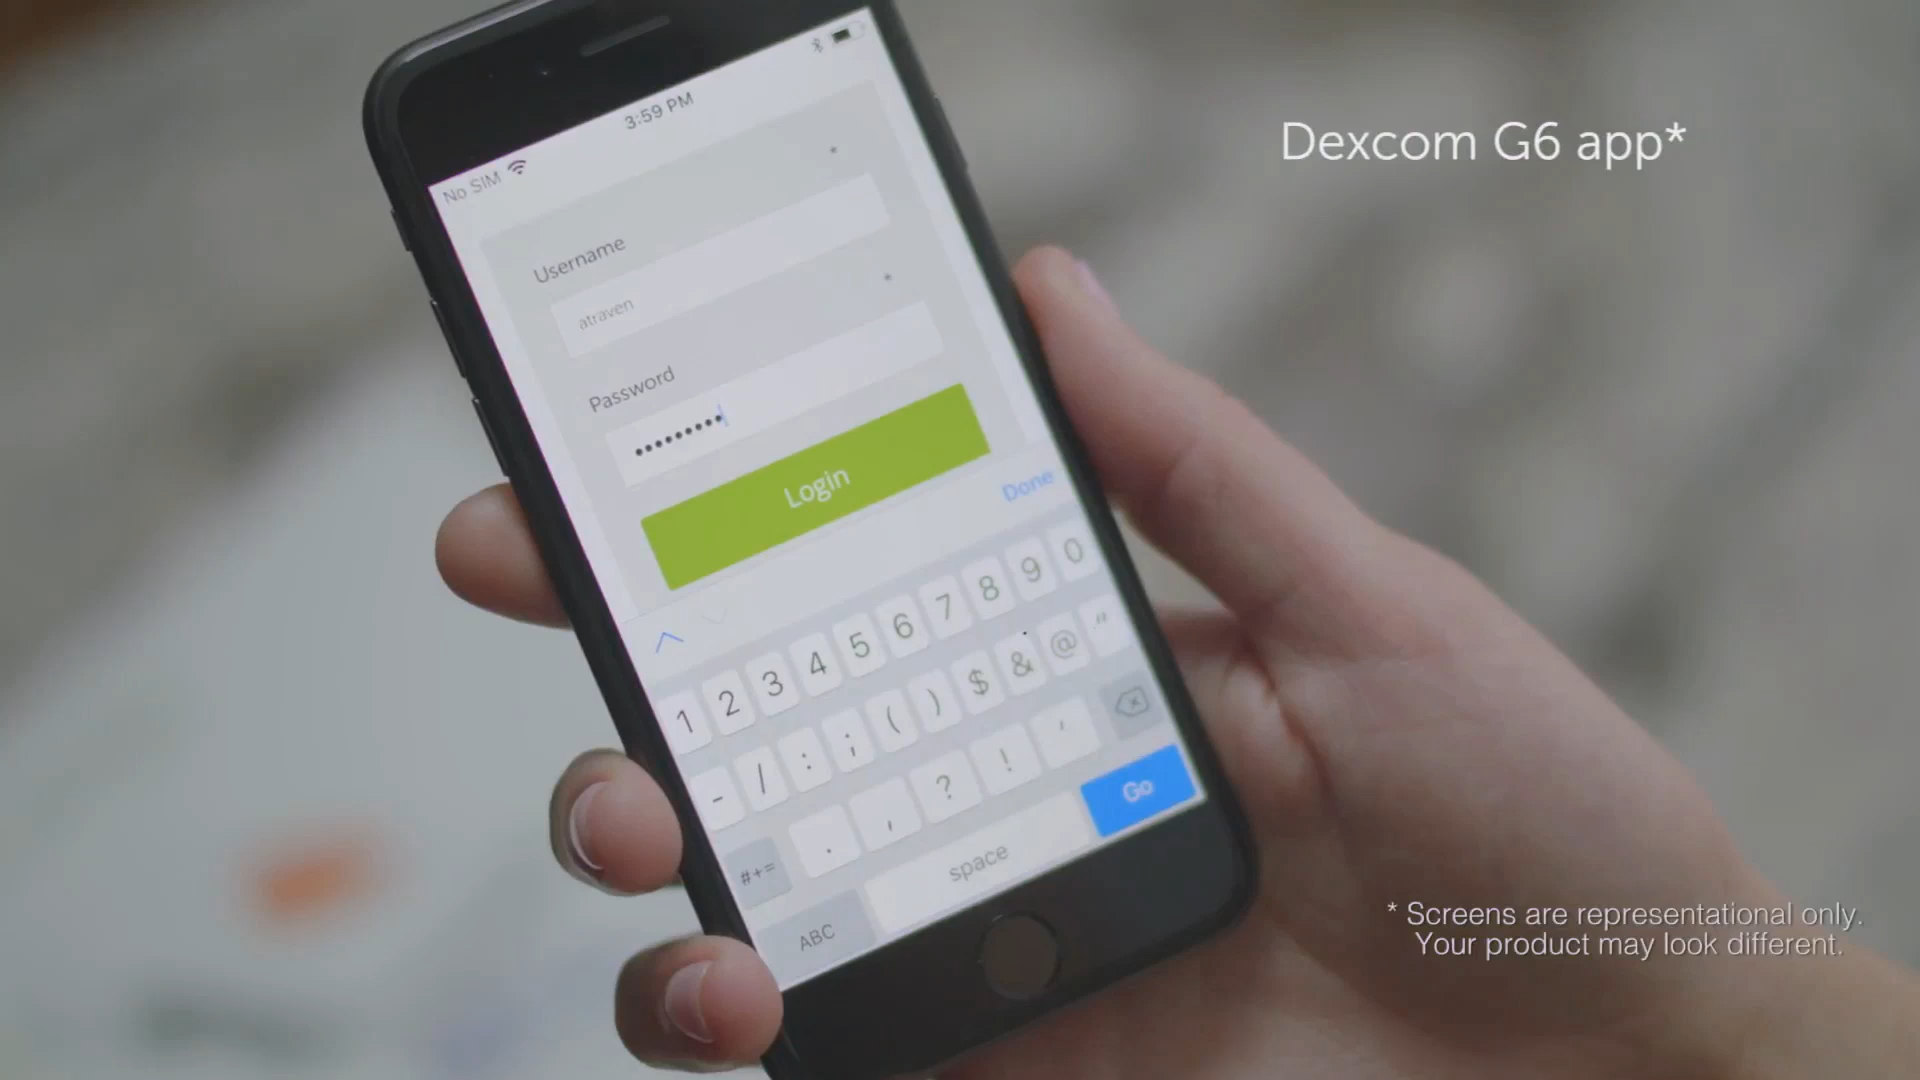 Dexcom G6 app*
3:59 PM
No SIM
*
Username
atraven
*
Password
••••••••••
Login
Done
1 2 3 4 5 6 7 8 9 0
- / : ; ( ) $ & @ "
#+= . , ? ! '
ABC space Go
* Screens are representational only.
Your product may look different.